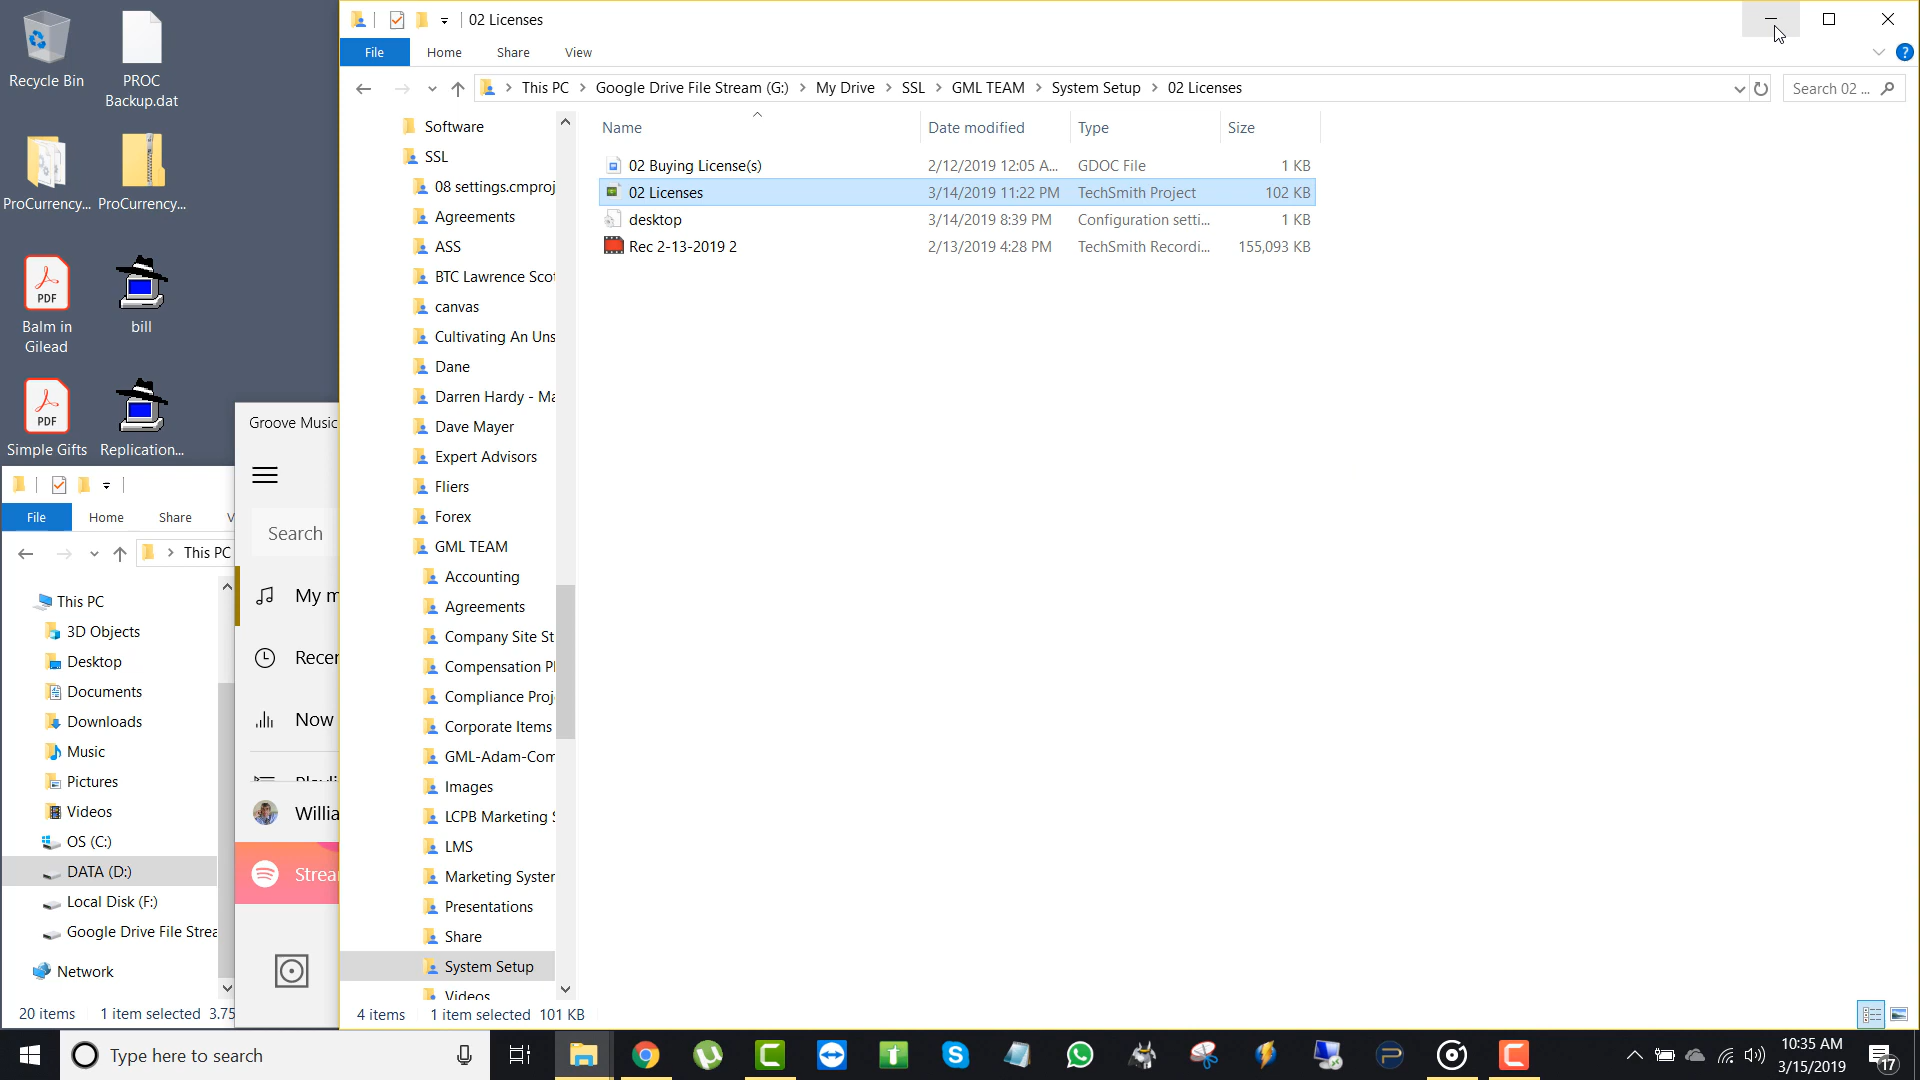 Recycle Bin
PROC
Backup.dat
ProCurrency...
ProCurrency...
PDF
Balm in
Gilead
bill
PDF
Simple Gifts
Replication...
02 Licenses
File
Home
Share
View
This PC
Google Drive File Stream (G:)
My Drive
SSL
GML TEAM
System Setup
02 Licenses
Search 02 ...
Software
SSL
08 settings.cmproj
Agreements
ASS
BTC Lawrence Scot
canvas
Cultivating An Uns
Dane
Darren Hardy - Ma
Dave Mayer
Expert Advisors
Fliers
Forex
GML TEAM
Accounting
Agreements
Company Site St
Compensation Pl
Compliance Proj
Corporate Items
GML-Adam-Com
Images
LCPB Marketing S
LMS
Marketing System
Presentations
Share
System Setup
Videos
Name
Date modified
Type
Size
02 Buying License(s)
2/12/2019 12:05 A...
GDOC File
1 KB
02 Licenses
3/14/2019 11:22 PM
TechSmith Project
102 KB
desktop
3/14/2019 8:39 PM
Configuration setti...
1 KB
Rec 2-13-2019 2
2/13/2019 4:28 PM
TechSmith Recordi...
155,093 KB
4 items
1 item selected 101 KB
Groove Music
Search
My m
Recen
Now
Playli
Willia
Strea
File
Home
Share
V
This PC
This PC
3D Objects
Desktop
Documents
Downloads
Music
Pictures
Videos
OS (C:)
DATA (D:)
Local Disk (F:)
Google Drive File Strea
Network
20 items
1 item selected 3.75
Type here to search
10:35 AM
3/15/2019
17